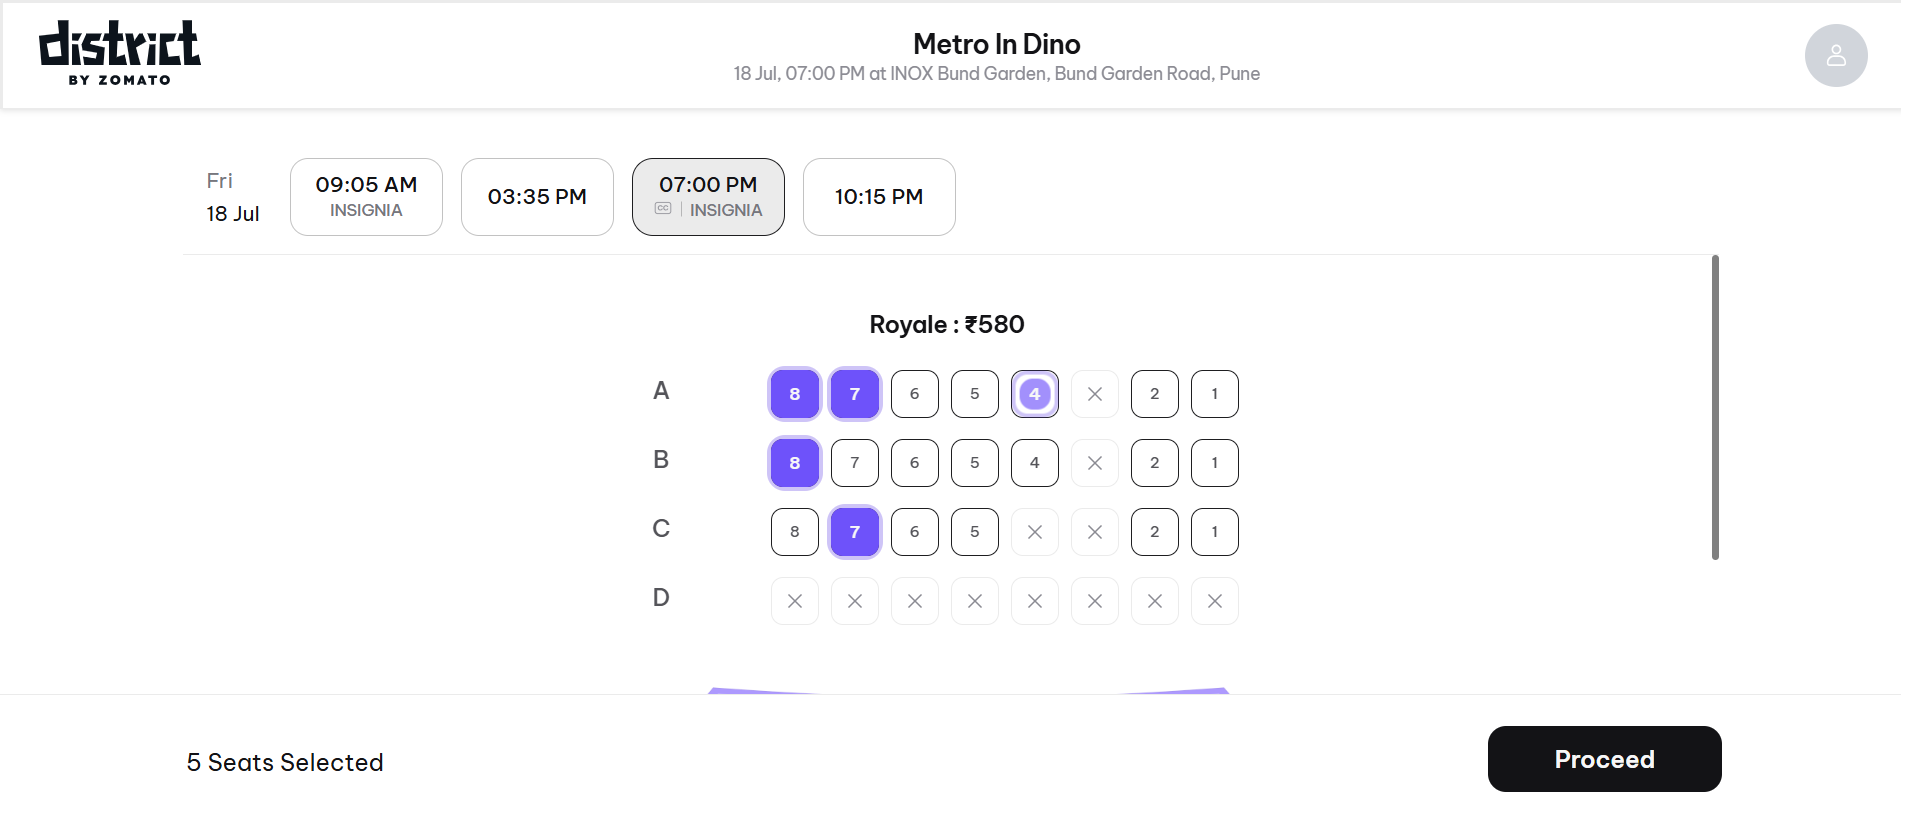 district
BY ZOMATO
Metro In Dino
18 Jul, 07:00 PM at INOX Bund Garden, Bund Garden Road, Pune
Fri
18 Jul
09:05 AM
INSIGNIA
03:35 PM
07:00 PM
CC | INSIGNIA
10:15 PM
Royale : ₹580
A 8 7 6 5 4 2 1
B 8 7 6 5 4 2 1
C 8 7 6 5 2 1
D
5 Seats Selected
Proceed